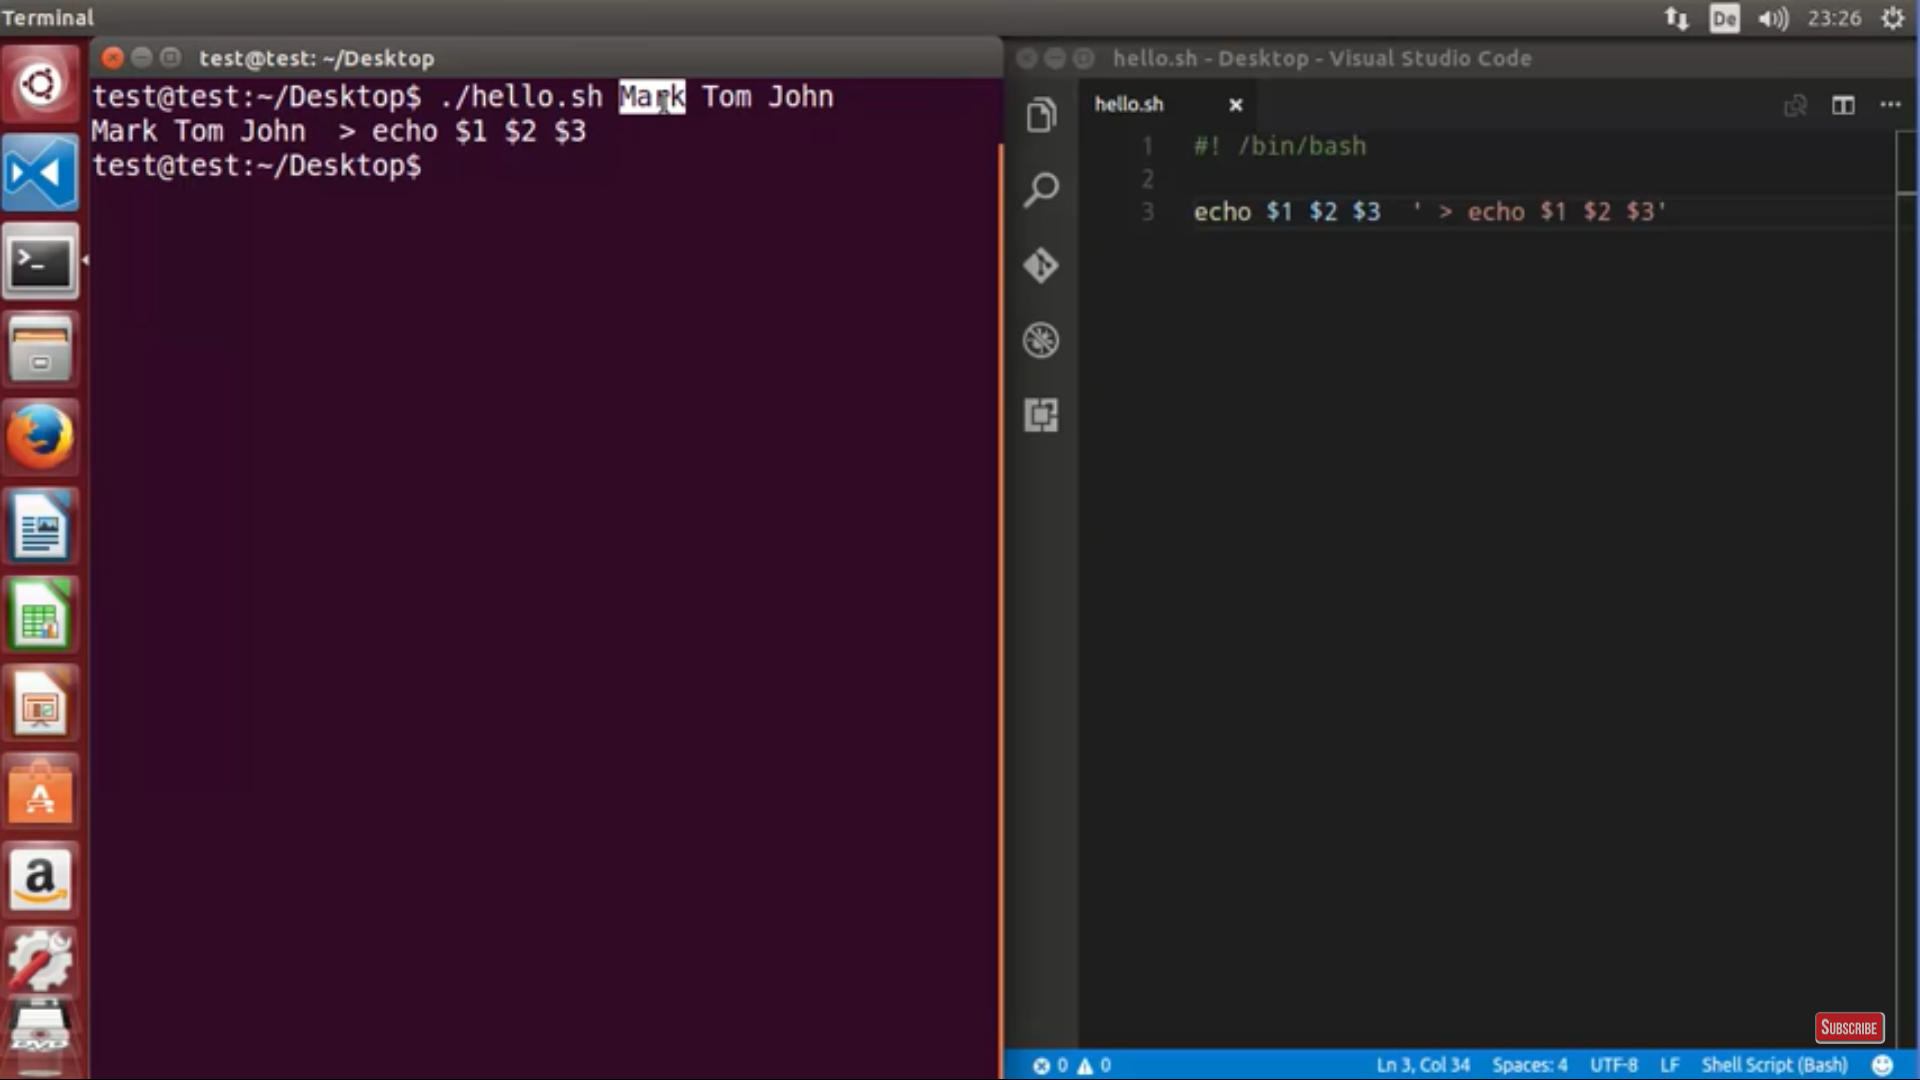 Terminal
De
23:26
test@test: ~/Desktop
test@test:~/Desktop$ ./hello.sh Mark Tom John
Mark Tom John  > echo $1 $2 $3
test@test:~/Desktop$
hello.sh - Desktop - Visual Studio Code
hello.sh
1 #! /bin/bash
2
3 echo $1 $2 $3  ' > echo $1 $2 $3'
>_
A
a
DVD
SUBSCRIBE
0 0 Ln 3, Col 34 Spaces: 4 UTF-8 LF Shell Script (Bash)